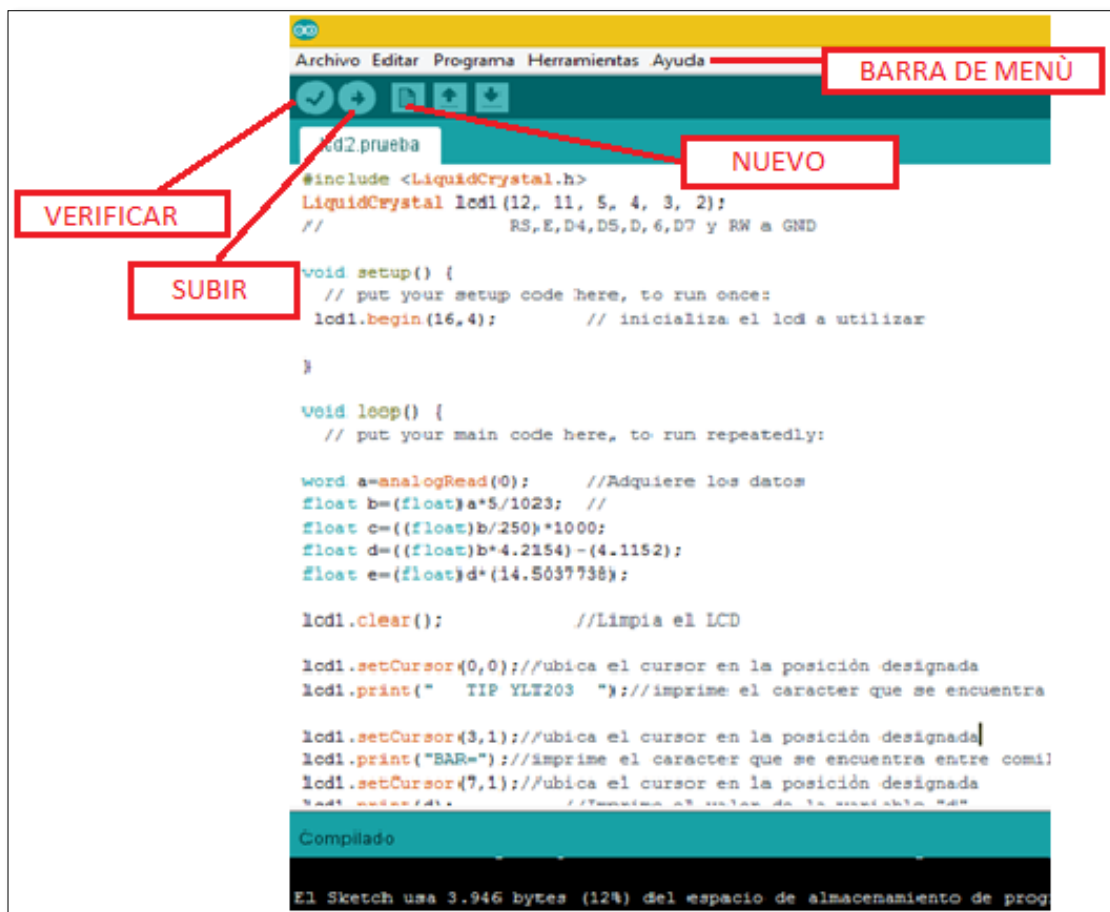 Archivo Editar Programa Herramientas Ayuda
BARRA DE MENÙ
lcd2.prueba
NUEVO
VERIFICAR
SUBIR
#include <LiquidCrystal.h>
LiquidCrystal lcd1(12, 11, 5, 4, 3, 2);
// RS,E,D4,D5,D,6,D7 y RW a GND
void setup() {
// put your setup code here, to run once:
lcd1.begin(16,4); // inicializa el lcd a utilizar
}
void loop() {
// put your main code here, to run repeatedly:
word a=analogRead(0); //Adquiere los datos
float b=(float)a*5/1023; //
float c=((float)b/250)*1000;
float d=((float)b*4.2154)-(4.1152);
float e=(float)d*(14.5037738);
lcd1.clear(); //Limpia el LCD
lcd1.setCursor(0,0);//ubica el cursor en la posición designada
lcd1.print(" TIP YLT203 ");//imprime el caracter que se encuentra
lcd1.setCursor(3,1);//ubica el cursor en la posición designada
lcd1.print("BAR=");//imprime el caracter que se encuentra entre comil
lcd1.setCursor(7,1);//ubica el cursor en la posición designada
lcd1.print(d); //Imprime el valor de la variable "d"
Compilado
El Sketch usa 3.946 bytes (12%) del espacio de almacenamiento de prog